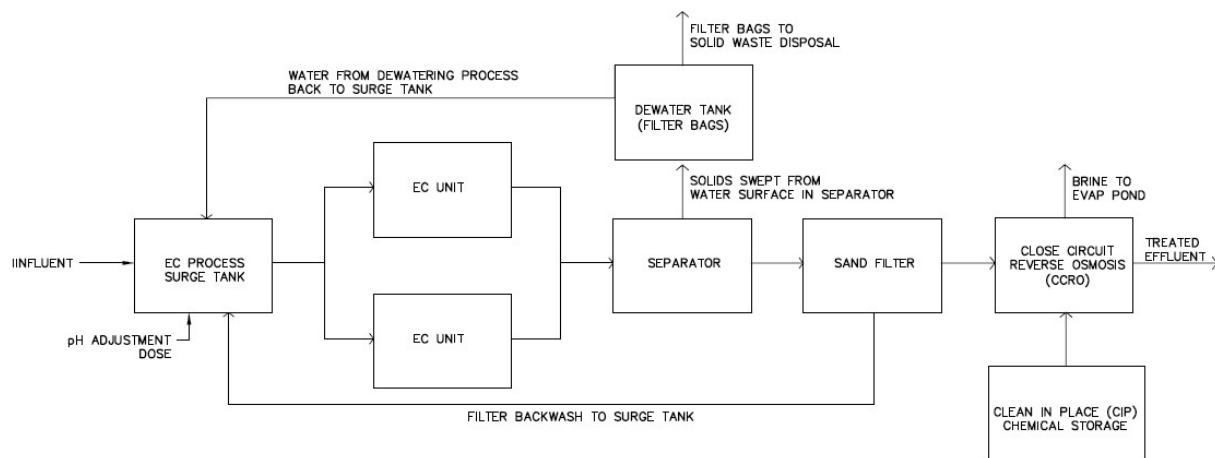 FILTER BAGS TO
SOLID WASTE DISPOSAL
WATER FROM DEWATERING PROCESS
BACK TO SURGE TANK
DEWATER TANK
(FILTER BAGS)
EC UNIT
SOLIDS SWEPT FROM
WATER SURFACE IN SEPARATOR
BRINE TO
EVAP POND
IINFLUENT
EC PROCESS
SURGE TANK
SEPARATOR
SAND FILTER
CLOSE CIRCUIT
REVERSE OSMOSIS
(CCRO)
TREATED
EFFLUENT
EC UNIT
pH ADJUSTMENT
DOSE
FILTER BACKWASH TO SURGE TANK
CLEAN IN PLACE (CIP)
CHEMICAL STORAGE